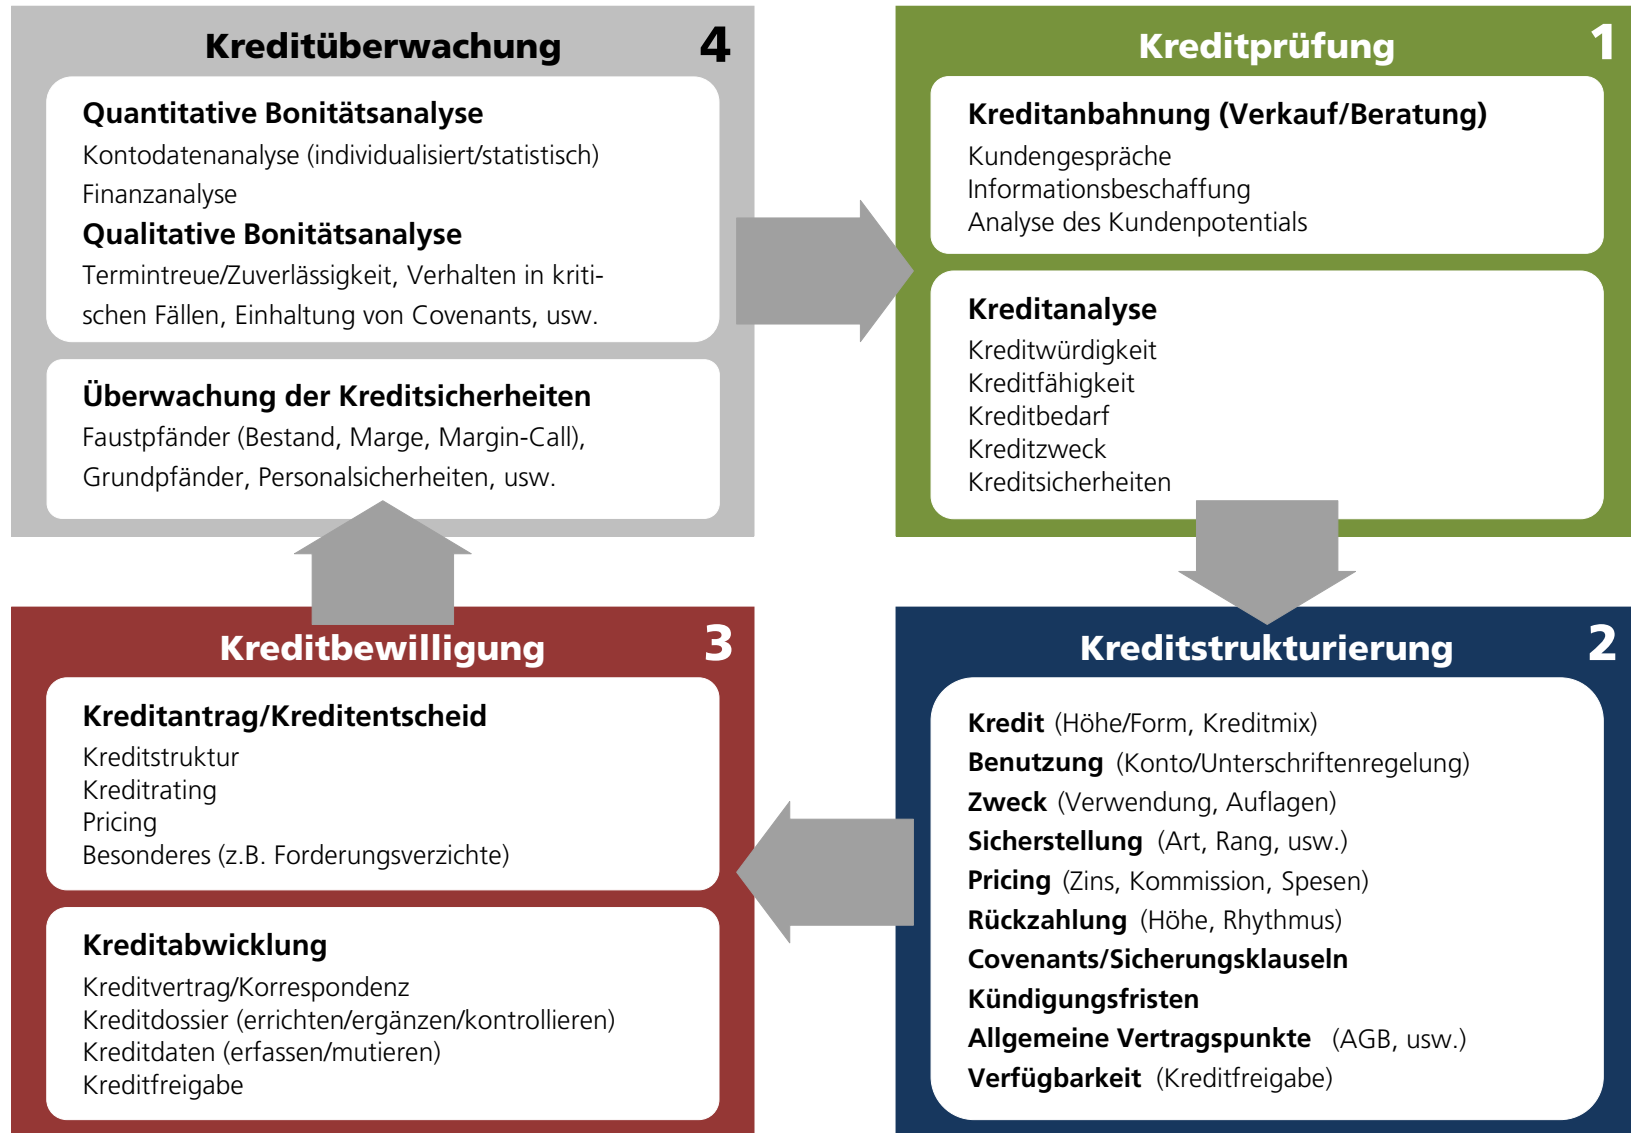 Kreditüberwachung 4
Quantitative Bonitätsanalyse
Kontodatenanalyse (individualisiert/statistisch)
Finanzanalyse
Qualitative Bonitätsanalyse
Termintreue/Zuverlässigkeit, Verhalten in kriti-
schen Fällen, Einhaltung von Covenants, usw.
Überwachung der Kreditsicherheiten
Faustpfänder (Bestand, Marge, Margin-Call),
Grundpfänder, Personalsicherheiten, usw.
Kreditprüfung 1
Kreditanbahnung (Verkauf/Beratung)
Kundengespräche
Informationsbeschaffung
Analyse des Kundenpotentials
Kreditanalyse
Kreditwürdigkeit
Kreditfähigkeit
Kreditbedarf
Kreditzweck
Kreditsicherheiten
Kreditbewilligung 3
Kreditantrag/Kreditentscheid
Kreditstruktur
Kreditrating
Pricing
Besonderes (z.B. Forderungsverzichte)
Kreditabwicklung
Kreditvertrag/Korrespondenz
Kreditdossier (errichten/ergänzen/kontrollieren)
Kreditdaten (erfassen/mutieren)
Kreditfreigabe
Kreditstrukturierung 2
Kredit (Höhe/Form, Kreditmix)
Benutzung (Konto/Unterschriftenregelung)
Zweck (Verwendung, Auflagen)
Sicherstellung (Art, Rang, usw.)
Pricing (Zins, Kommission, Spesen)
Rückzahlung (Höhe, Rhythmus)
Covenants/Sicherungsklauseln
Kündigungsfristen
Allgemeine Vertragspunkte (AGB, usw.)
Verfügbarkeit (Kreditfreigabe)